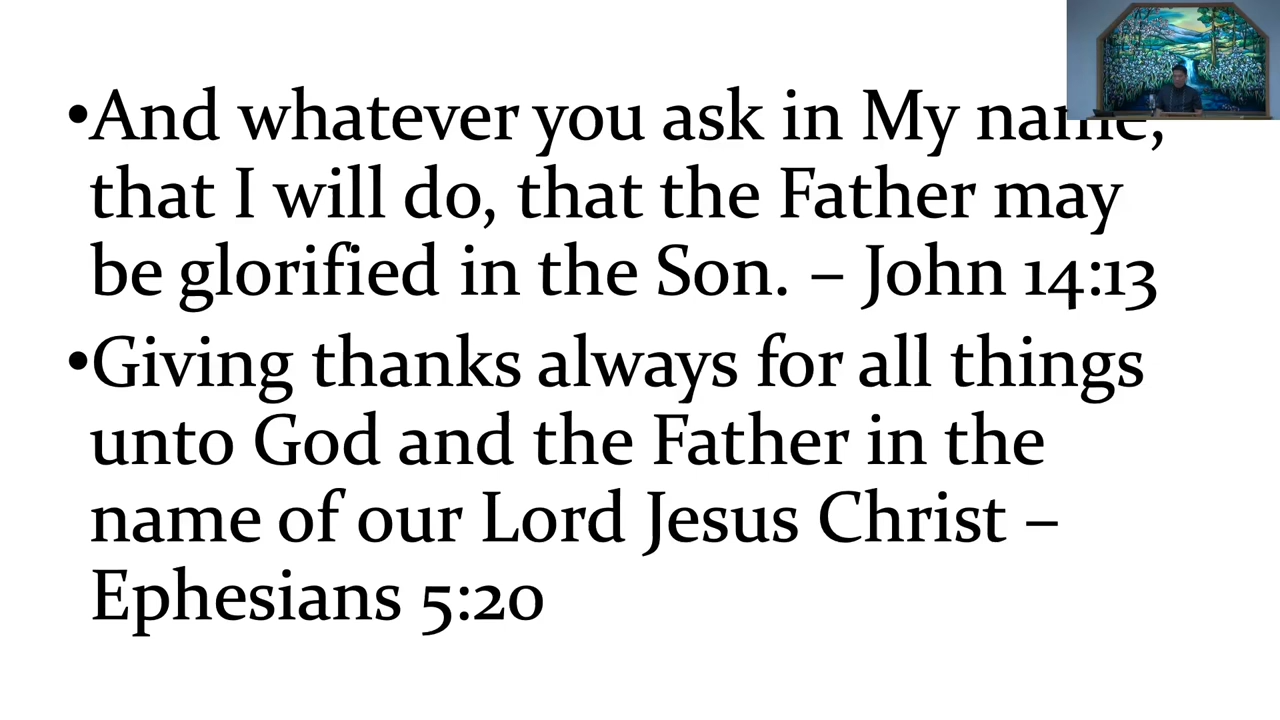 •And whatever you ask in My name,
that I will do, that the Father may
be glorified in the Son. – John 14:13
•Giving thanks always for all things
unto God and the Father in the
name of our Lord Jesus Christ –
Ephesians 5:20